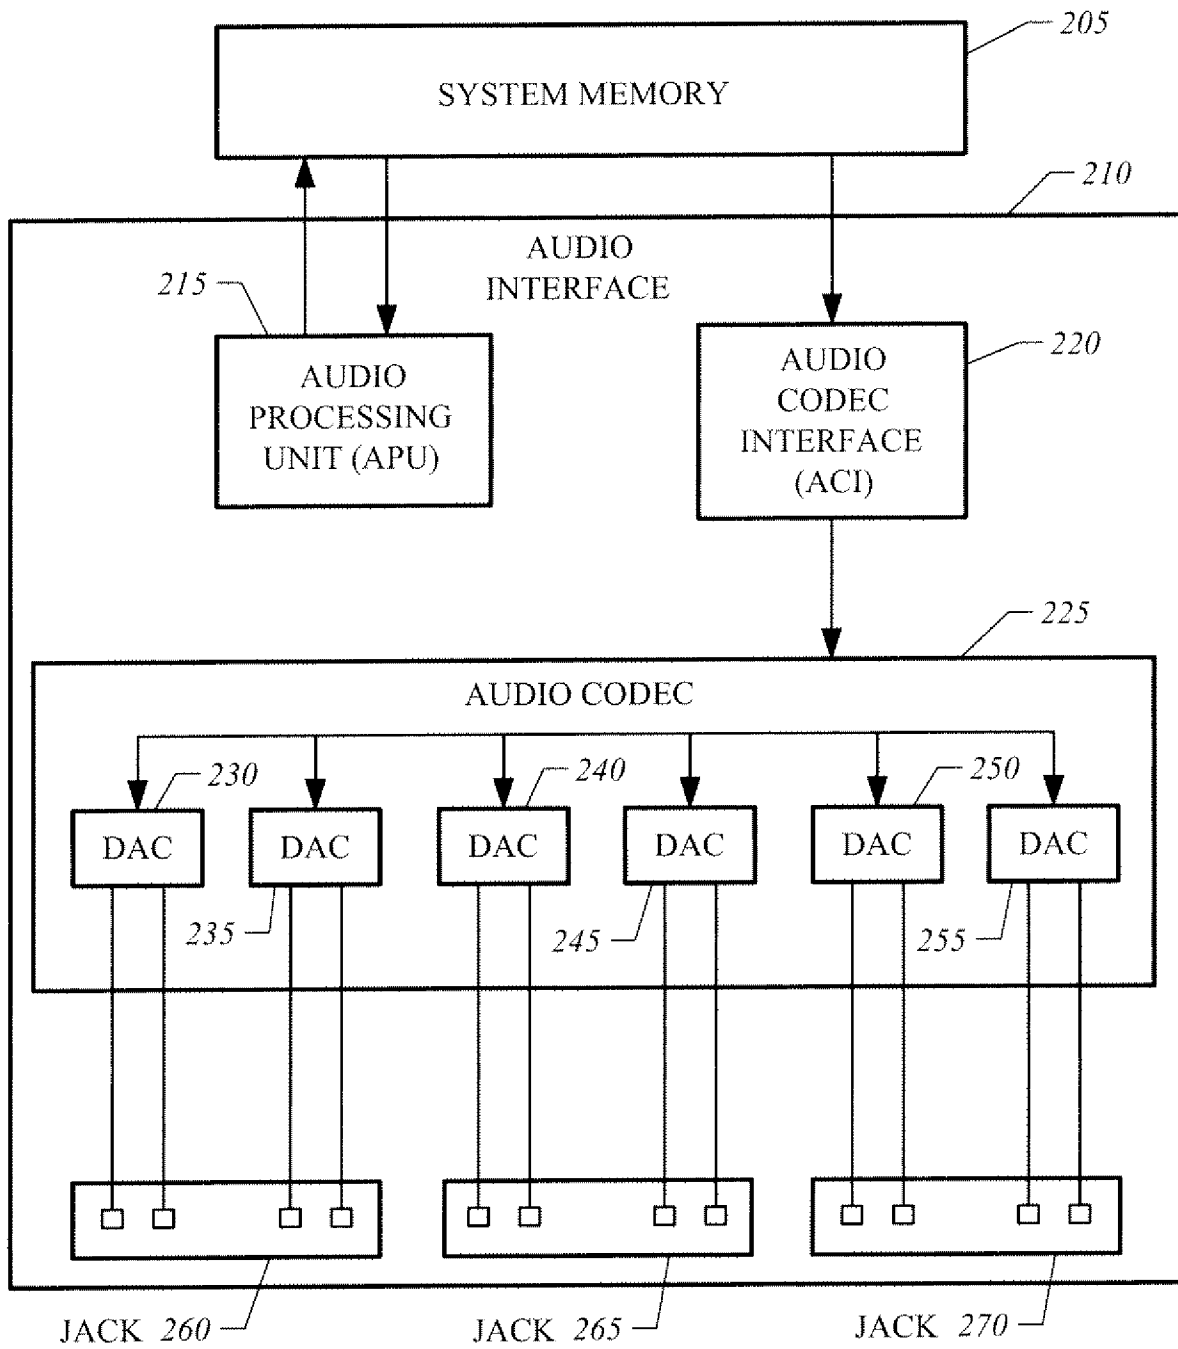 205
SYSTEM MEMORY
210
AUDIO
INTERFACE
215
220
AUDIO
PROCESSING
UNIT (APU)
AUDIO
CODEC
INTERFACE
(ACI)
225
AUDIO CODEC
230
240
250
DAC
DAC
DAC
DAC
DAC
DAC
235
245
255
JACK 260
JACK 265
JACK 270